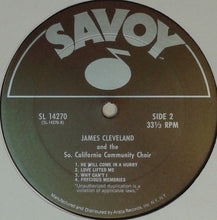 SAVOY
SL 14270
(SL 14270-B)
SIDE 2
33⅓ RPM
JAMES CLEVELAND
and the
So. California Community Choir
1. HE WILL COME IN A HURRY
2. LOVE LIFTED ME
3. WHY CAN'T I
4. PRECIOUS MEMORIES
"Unauthorized duplication is a
violation of applicable laws."
Manufactured and Distributed by Arista Records, Inc. N.Y., N.Y.